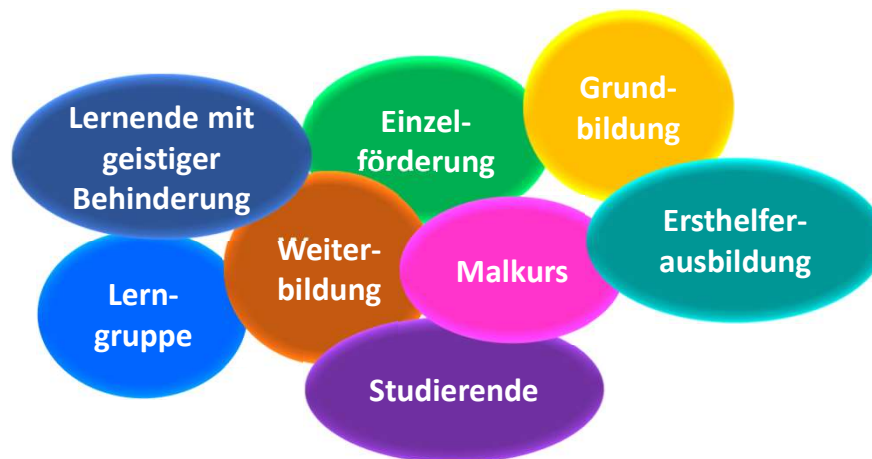 Grund-
bildung
Lernende mit
geistiger
Behinderung
Einzel-
förderung
Ersthelfer-
ausbildung
Weiter-
bildung
Malkurs
Lern-
gruppe
Studierende